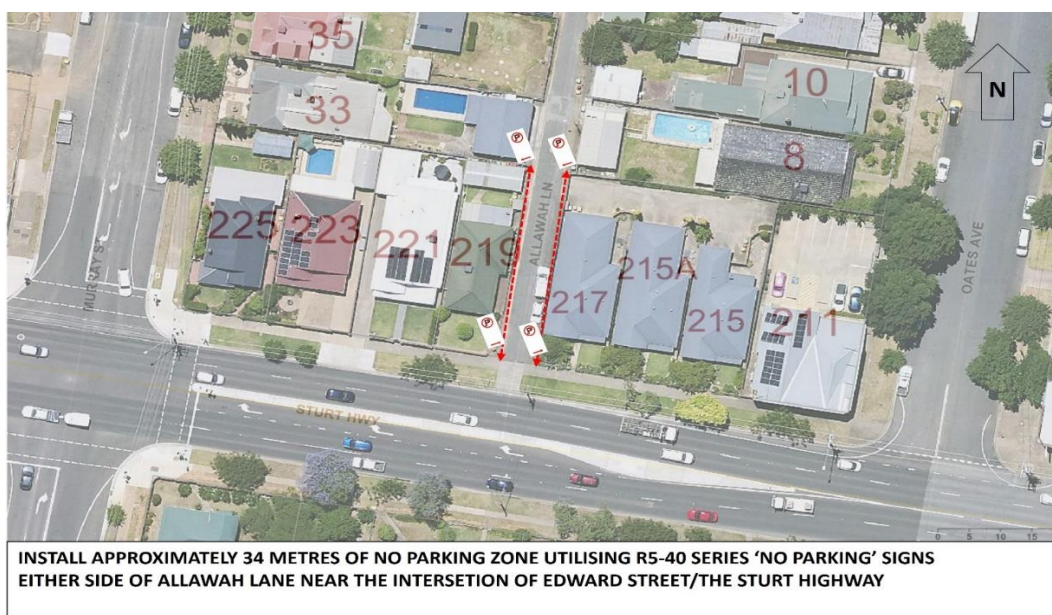 35
33
10
N
8
225
223
221
219
ALLAWAH LN
217
215A
215
211
MURRAY S
OATES AVE
STURT HWY
0 5 10 15
INSTALL APPROXIMATELY 34 METRES OF NO PARKING ZONE UTILISING R5-40 SERIES ‘NO PARKING’ SIGNS
EITHER SIDE OF ALLAWAH LANE NEAR THE INTERSETION OF EDWARD STREET/THE STURT HIGHWAY